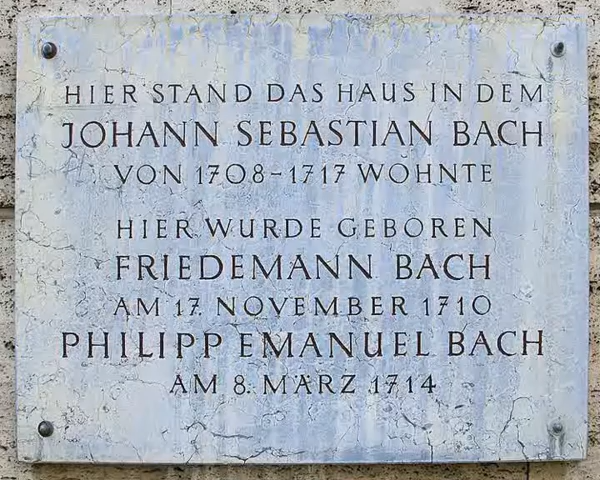 HIER STAND DAS HAUS IN DEM
JOHANN SEBASTIAN BACH
VON 1708-1717 WOHNTE
HIER WURDE GEBOREN
FRIEDEMANN BACH
AM 17. NOVEMBER 1710
PHILIPP EMANUEL BACH
AM 8. MÄRZ 1714